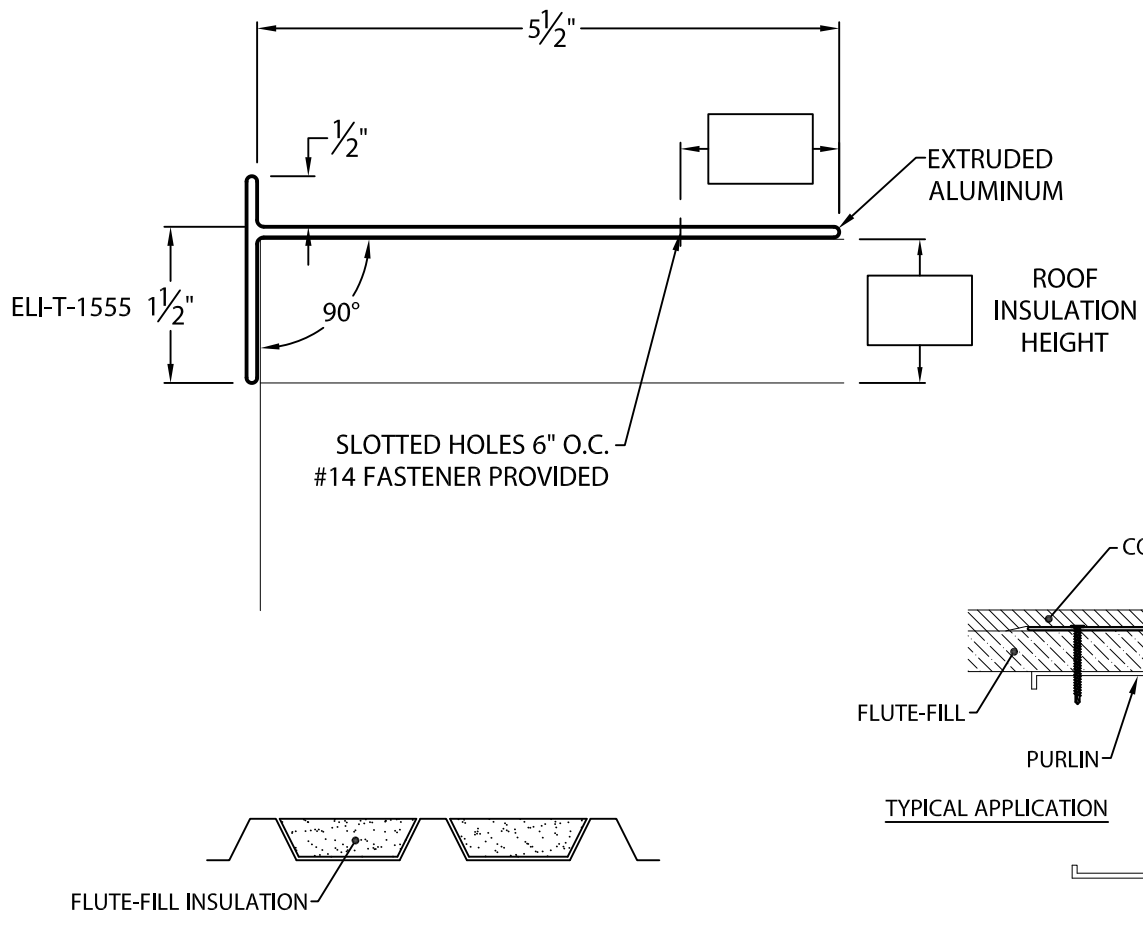 5½"
½"
EXTRUDED
ALUMINUM
ELI-T-1555 1½"
90°
ROOF
INSULATION
HEIGHT
SLOTTED HOLES 6" O.C.
#14 FASTENER PROVIDED
FLUTE-FILL
PURLIN
TYPICAL APPLICATION
FLUTE-FILL INSULATION